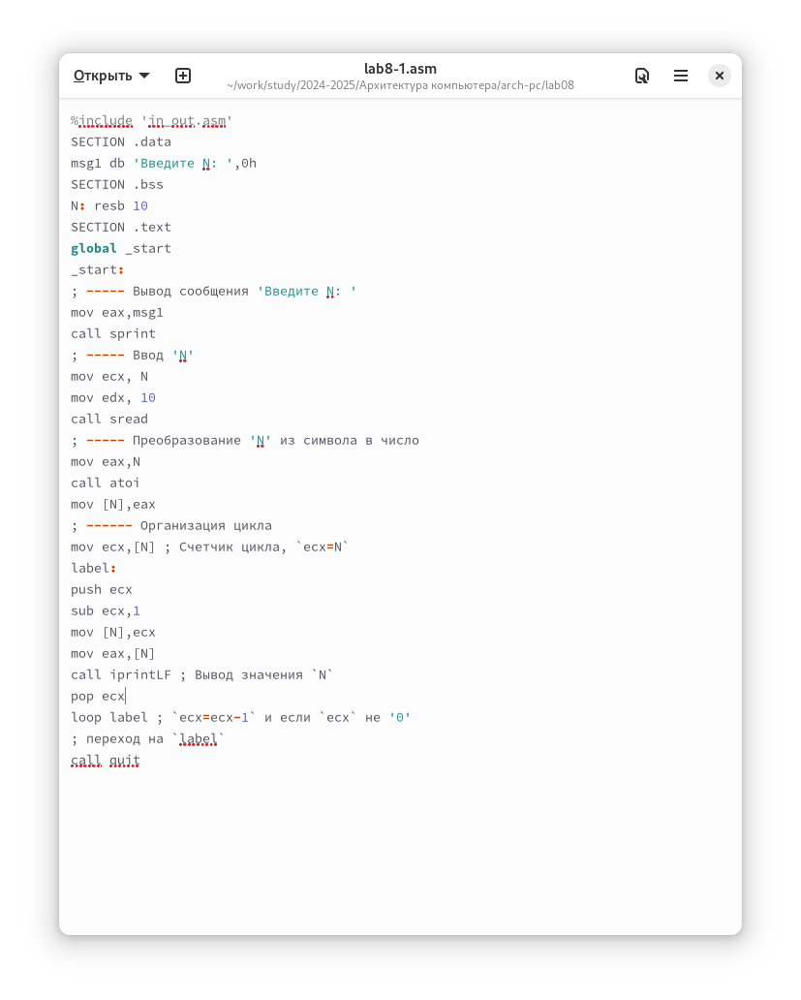 Открыть
lab8-1.asm
~/work/study/2024-2025/Архитектура компьютера/arch-pc/lab08
%include 'in_out.asm'
SECTION .data
msg1 db 'Введите N: ',0h
SECTION .bss
N: resb 10
SECTION .text
global _start
_start:
; ----- Вывод сообщения 'Введите N: '
mov eax,msg1
call sprint
; ----- Ввод 'N'
mov ecx, N
mov edx, 10
call sread
; ----- Преобразование 'N' из символа в число
mov eax,N
call atoi
mov [N],eax
; ------ Организация цикла
mov ecx,[N] ; Счетчик цикла, `ecx=N`
label:
push ecx
sub ecx,1
mov [N],ecx
mov eax,[N]
call iprintLF ; Вывод значения `N`
pop ecx
loop label ; `ecx=ecx-1` и если `ecx` не '0'
; переход на `label`
call quit